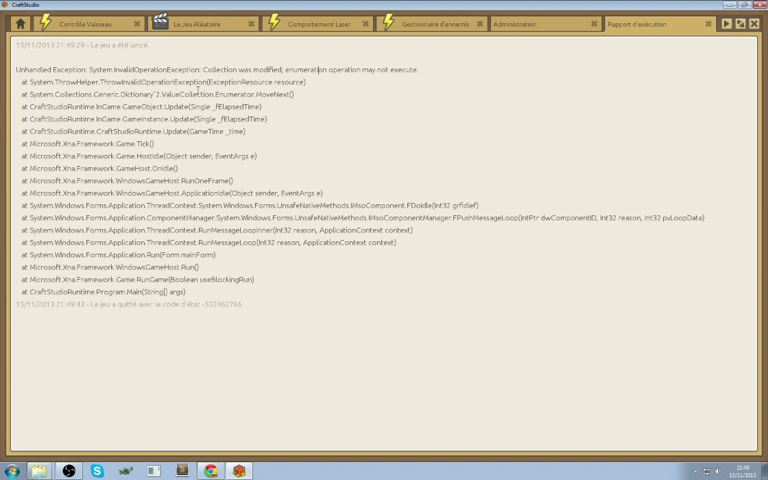 CraftStudio
Contrôle Vaisseau
Le Jeu Aléatoire
Comportement Laser
Gestionnaire d'ennemis
Administration
Rapport d'exécution
15/11/2013 21:49:29 - Le jeu a été lancé.
Unhandled Exception: System.InvalidOperationException: Collection was modified; enumeration operation may not execute
at System.ThrowHelper.ThrowInvalidOperationException(ExceptionResource resource)
at System.Collections.Generic.Dictionary`2.ValueCollection.Enumerator.MoveNext()
at CraftStudioRuntime.InGame.GameObject.Update(Single _fElapsedTime)
at CraftStudioRuntime.InGame.GameInstance.Update(Single _fElapsedTime)
at CraftStudioRuntime.CraftStudioRuntime.Update(GameTime _time)
at Microsoft.Xna.Framework.Game.Tick()
at Microsoft.Xna.Framework.Game.HostIdle(Object sender, EventArgs e)
at Microsoft.Xna.Framework.GameHost.OnIdle()
at Microsoft.Xna.Framework.WindowsGameHost.RunOneFrame()
at Microsoft.Xna.Framework.WindowsGameHost.ApplicationIdle(Object sender, EventArgs e)
at System.Windows.Forms.Application.ThreadContext.System.Windows.Forms.UnsafeNativeMethods.IMsoComponent.FDoIdle(Int32 grfidlef)
at System.Windows.Forms.Application.ComponentManager.System.Windows.Forms.UnsafeNativeMethods.IMsoComponentManager.FPushMessageLoop(IntPtr dwComponentID, Int32 reason, Int32 pvLoopData)
at System.Windows.Forms.Application.ThreadContext.RunMessageLoopInner(Int32 reason, ApplicationContext context)
at System.Windows.Forms.Application.ThreadContext.RunMessageLoop(Int32 reason, ApplicationContext context)
at System.Windows.Forms.Application.Run(Form mainForm)
at Microsoft.Xna.Framework.WindowsGameHost.Run()
at Microsoft.Xna.Framework.Game.RunGame(Boolean useBlockingRun)
at CraftStudioRuntime.Program.Main(String[] args)
15/11/2013 21:49:43 - Le jeu a quitté avec le code d'état -532462766.
21:49
15/11/2013